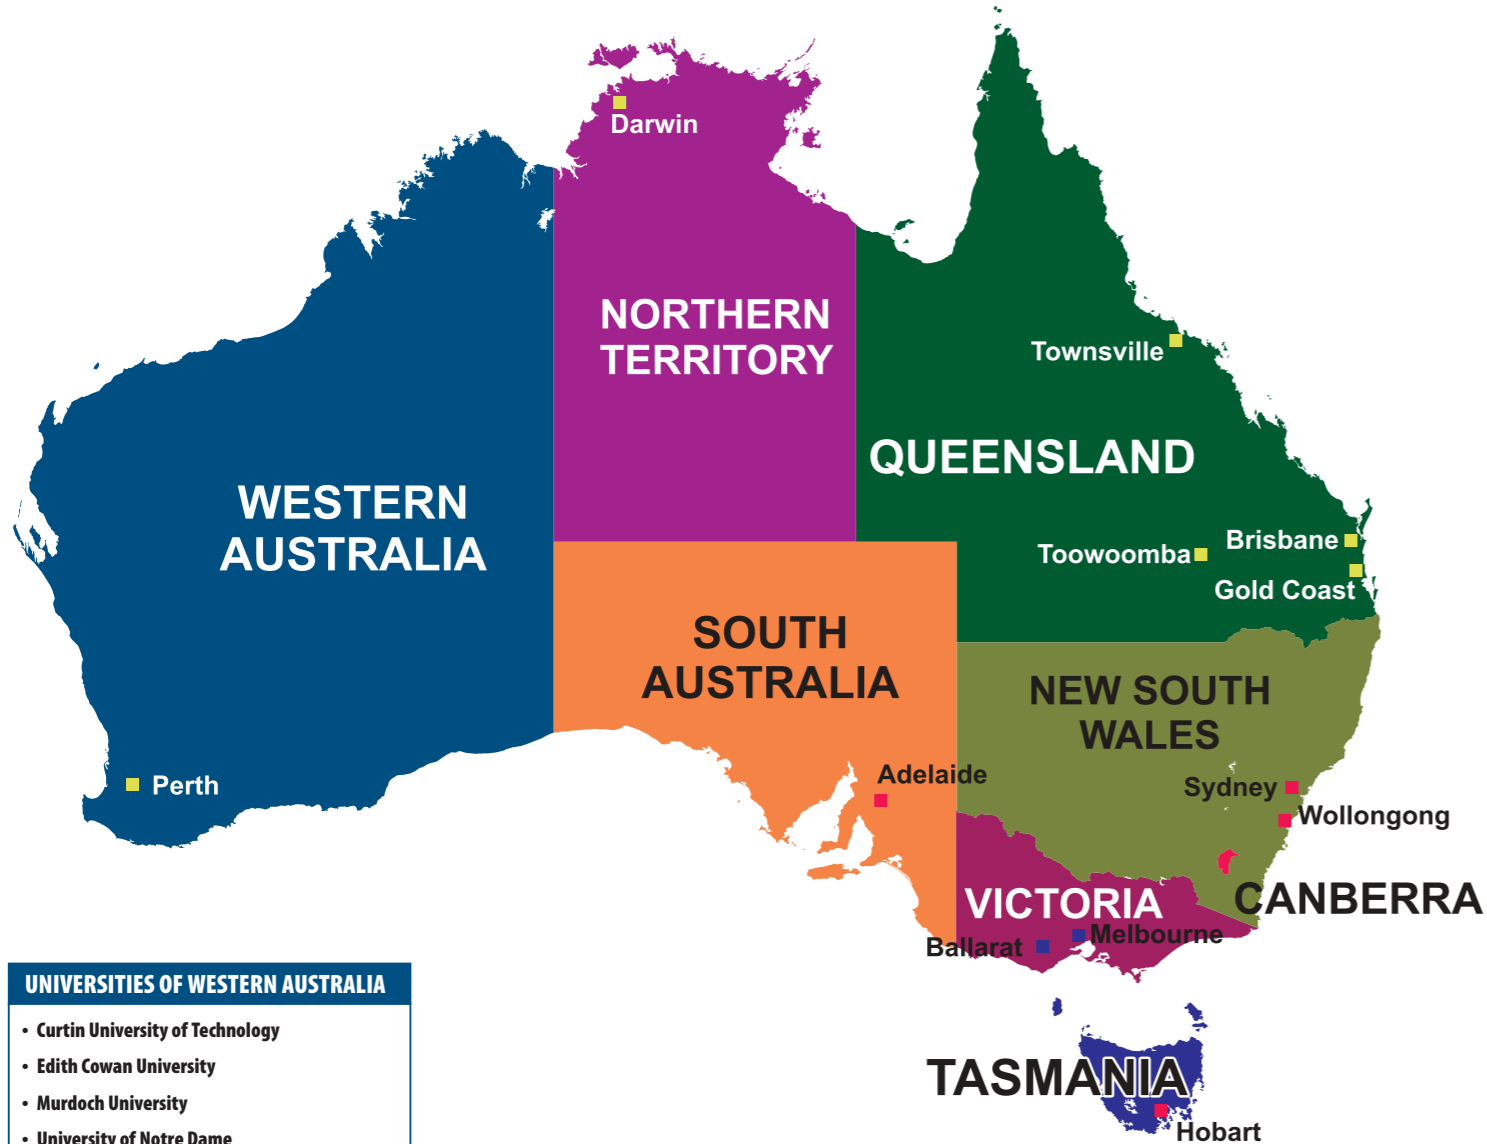 Darwin
NORTHERN
TERRITORY
Townsville
QUEENSLAND
WESTERN
AUSTRALIA
Brisbane
Toowoomba
Gold Coast
SOUTH
AUSTRALIA
NEW SOUTH
WALES
Adelaide
Perth
Sydney
Wollongong
CANBERRA
VICTORIA
Melbourne
Ballarat
UNIVERSITIES OF WESTERN AUSTRALIA
• Curtin University of Technology
• Edith Cowan University
• Murdoch University
• University of Notre Dame
TASMANIA
Hobart